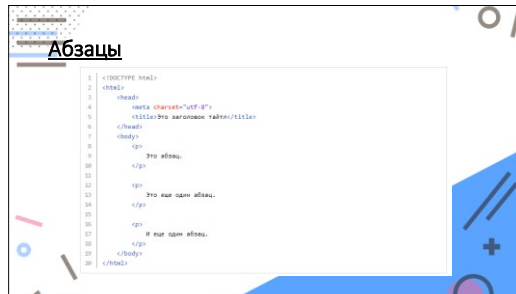 Абзацы
1 <!DOCTYPE html>
2 <html>
3 <head>
4 <meta charset="utf-8">
5 <title>Это заголовок тайтл</title>
6 </head>
7 <body>
8 <p>
9 Это абзац.
10 </p>
11
12 <p>
13 Это еще один абзац.
14 </p>
15
16 <p>
17 И еще один абзац.
18 </p>
19 </body>
20 </html>